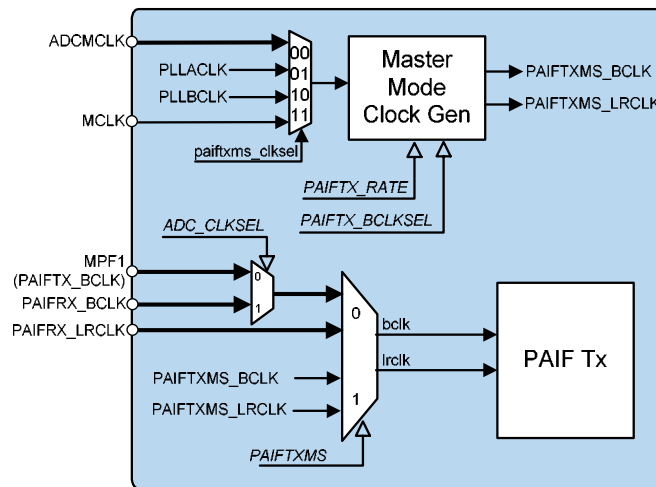 ADCMCLK
PLLACLK
PLLBCLK
MCLK
00
01
10
11
paiftxms_clksel
Master
Mode
Clock Gen
PAIFTXMS_BCLK
PAIFTXMS_LRCLK
PAIFTX_RATE
PAIFTX_BCLKSEL
ADC_CLKSEL
MPF1
(PAIFTX_BCLK)
PAIFRX_BCLK
PAIFRX_LRCLK
0
1
0
1
bclk
lrclk
PAIF Tx
PAIFTXMS_BCLK
PAIFTXMS_LRCLK
PAIFTXMS